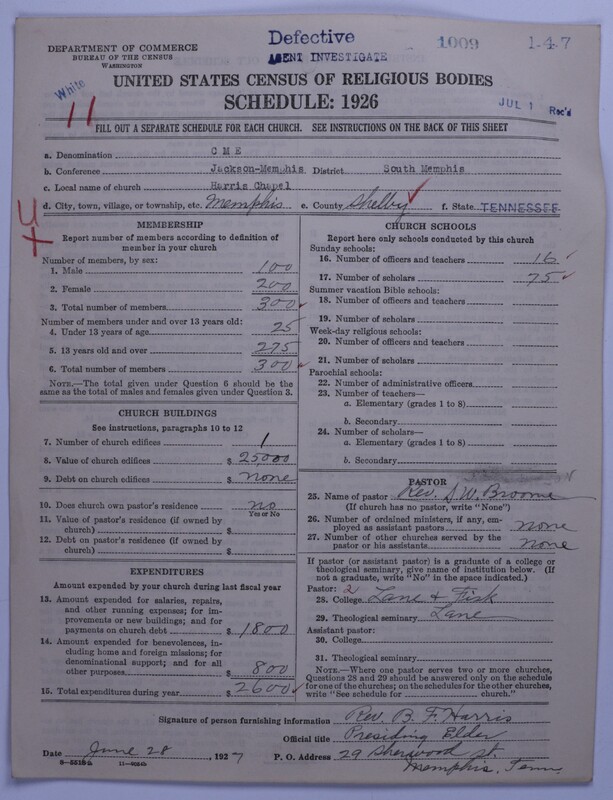 Defective
1009
1-47
DEPARTMENT OF COMMERCE
BUREAU OF THE CENSUS
WASHINGTON
AGENT INVESTIGATE
White
11
UNITED STATES CENSUS OF RELIGIOUS BODIES
SCHEDULE: 1926
JUL 1 Rec'd
FILL OUT A SEPARATE SCHEDULE FOR EACH CHURCH. SEE INSTRUCTIONS ON THE BACK OF THIS SHEET
a. Denomination C M E
b. Conference Jackson-Memphis District South Memphis
c. Local name of church Harris Chapel
d. City, town, village, or township, etc. Memphis e. County Shelby f. State TENNESSEE
MEMBERSHIP
Report number of members according to definition of
member in your church
Number of members, by sex:
1. Male 100
2. Female 200
3. Total number of members 300
Number of members under and over 13 years old:
4. Under 13 years of age 25
5. 13 years old and over 275
6. Total number of members 300
NOTE.—The total given under Question 6 should be the
same as the total of males and females given under Question 3.
CHURCH BUILDINGS
See instructions, paragraphs 10 to 12
7. Number of church edifices 1
8. Value of church edifices $ 25,000
9. Debt on church edifices $ none
10. Does church own pastor's residence no
Yes or No
11. Value of pastor's residence (if owned by
church) $
12. Debt on pastor's residence (if owned by
church) $
EXPENDITURES
Amount expended by your church during last fiscal year
13. Amount expended for salaries, repairs,
and other running expenses; for im-
provements or new buildings; and for
payments on church debt $ 1800
14. Amount expended for benevolences, in-
cluding home and foreign missions; for
denominational support; and for all
other purposes $ 800
15. Total expenditures during year $ 2600
CHURCH SCHOOLS
Report here only schools conducted by this church
Sunday schools:
16. Number of officers and teachers 16
17. Number of scholars 75
Summer vacation Bible schools:
18. Number of officers and teachers
19. Number of scholars
Week-day religious schools:
20. Number of officers and teachers
21. Number of scholars
Parochial schools:
22. Number of administrative officers
23. Number of teachers—
a. Elementary (grades 1 to 8)
b. Secondary
24. Number of scholars—
a. Elementary (grades 1 to 8)
b. Secondary
PASTOR
25. Name of pastor Rev. S. W. Broome
(If church has no pastor, write "None")
26. Number of ordained ministers, if any, em-
ployed as assistant pastors none
27. Number of other churches served by the
pastor or his assistants none
If pastor (or assistant pastor) is a graduate of a college or
theological seminary, give name of institution below. (If
not a graduate, write "No" in the space indicated.)
Pastor: 2
28. College Lane & Fisk
29. Theological seminary Lane
Assistant pastor:
30. College
31. Theological seminary
NOTE.—Where one pastor serves two or more churches,
Questions 28 and 29 should be answered only on the schedule
for one of the churches; on the schedules for the other churches,
write "See schedule for church."
Signature of person furnishing information Rev. B. F. Harris
Official title Presiding Elder
Date June 28, 1927 P. O. Address 29 Sherwood st.
Memphis, Tenn.